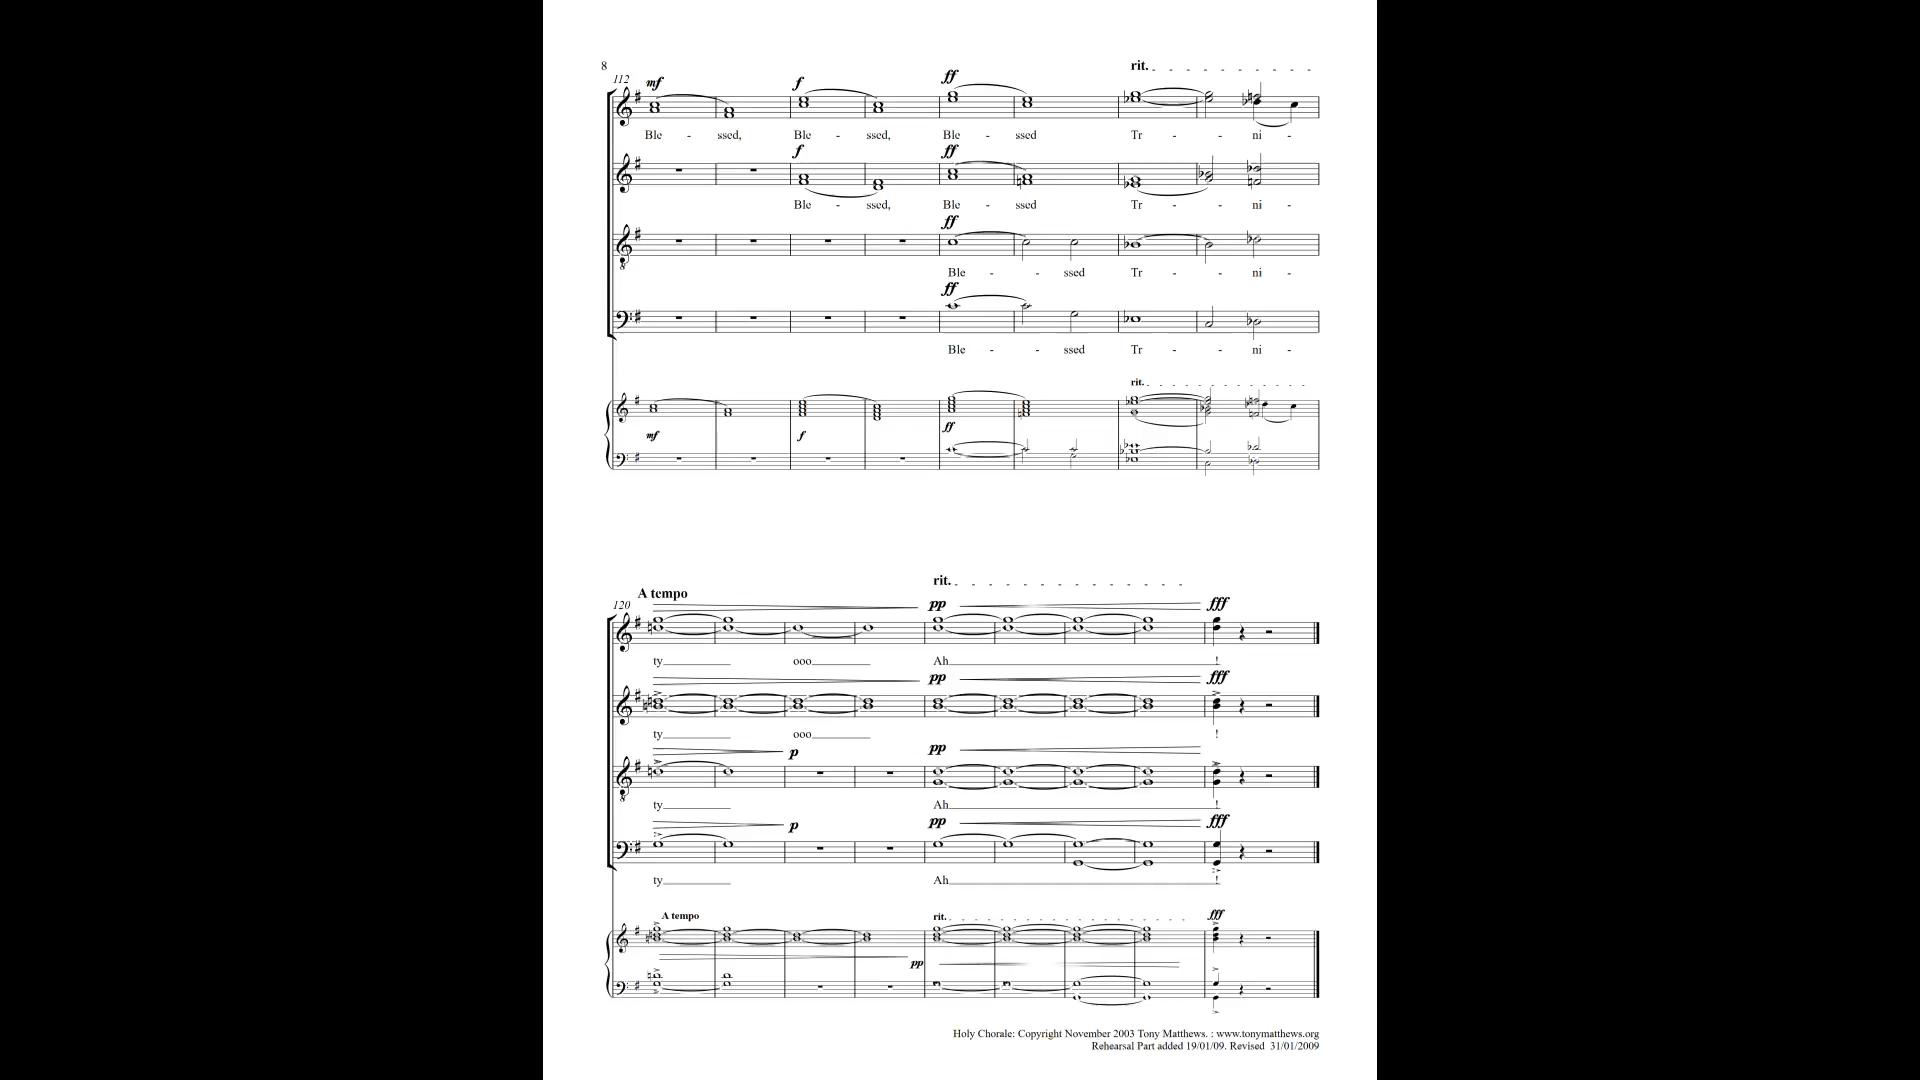 8
rit.
112
mf f ff
Ble - ssed, Ble - ssed, Ble - ssed Tr - - ni -
f ff
Ble - ssed, Ble - ssed Tr - - ni -
ff
Ble - - ssed Tr - - ni -
ff
Ble - - ssed Tr - - ni -
rit.
mf f ff
rit.
A tempo
120
pp fff
ty ooo Ah !
pp fff
ty ooo !
p pp
ty Ah !
p pp fff
ty Ah !
A tempo rit. fff
pp
Holy Chorale: Copyright November 2003 Tony Matthews. : www.tonymatthews.org
Rehearsal Part added 19/01/09. Revised 31/01/2009